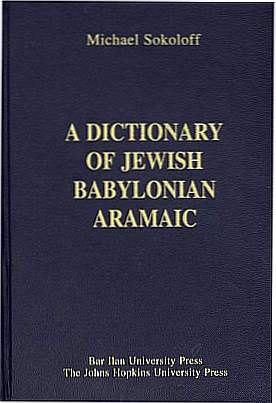 Michael Sokoloff
A DICTIONARY
OF JEWISH
BABYLONIAN
ARAMAIC
Bar Ilan University Press
The Johns Hopkins University Press